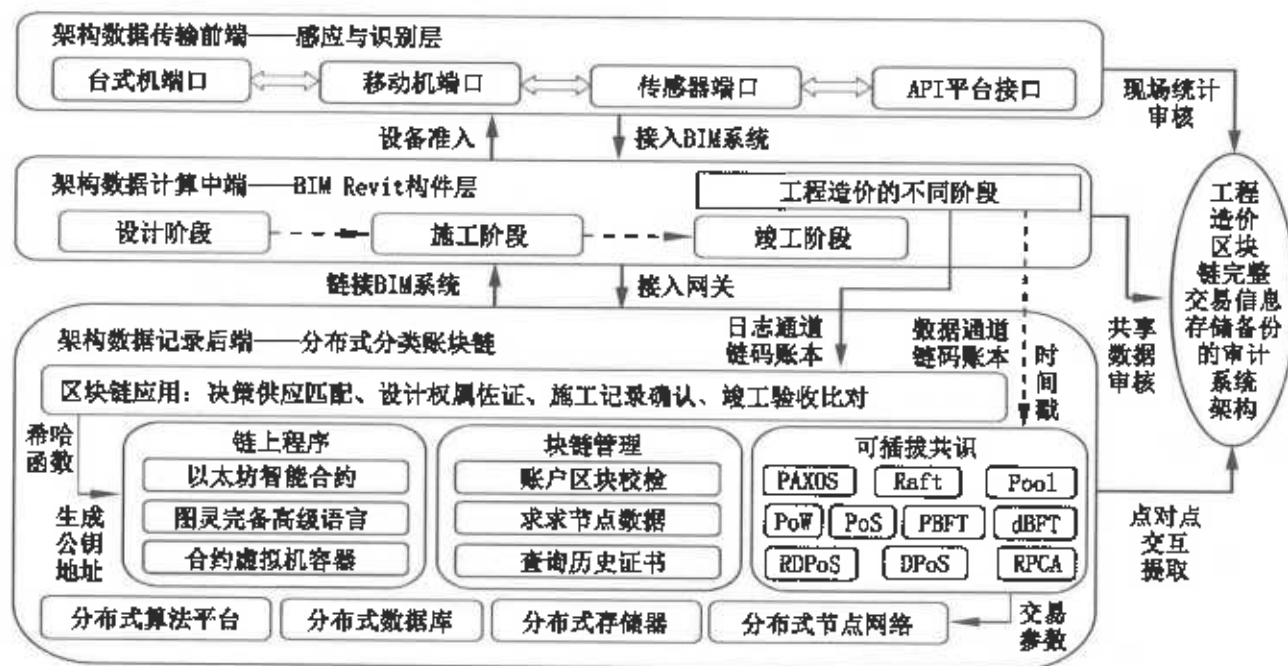 架构数据传输前端——感应与识别层
台式机端口
移动机端口
传感器端口
API平台接口
现场统计
审核
设备准入
接入BIM系统
架构数据计算中端——BIM Revit构件层
工程造价的不同阶段
设计阶段
施工阶段
竣工阶段
链接BIM系统
接入网关
工程
造价
区块
链完整
交易信息
存储备份
的审计
系统
架构
共享
数据
审核
架构数据记录后端——分布式分类账块链
日志通道
链码账本
数据通道
链码账本
时
间
戳
区块链应用：决策供应匹配、设计权属佐证、施工记录确认、竣工验收比对
希哈
函数
生成
公钥
地址
链上程序
以太坊智能合约
图灵完备高级语言
合约虚拟机容器
块链管理
账户区块校检
求求节点数据
查询历史证书
可插拔共识
PAXOS
Raft
Pool
PoW
PoS
PBFT
dBFT
RDPoS
DPoS
RPCA
点对点
交互
提取
分布式算法平台
分布式数据库
分布式存储器
分布式节点网络
交易
参数